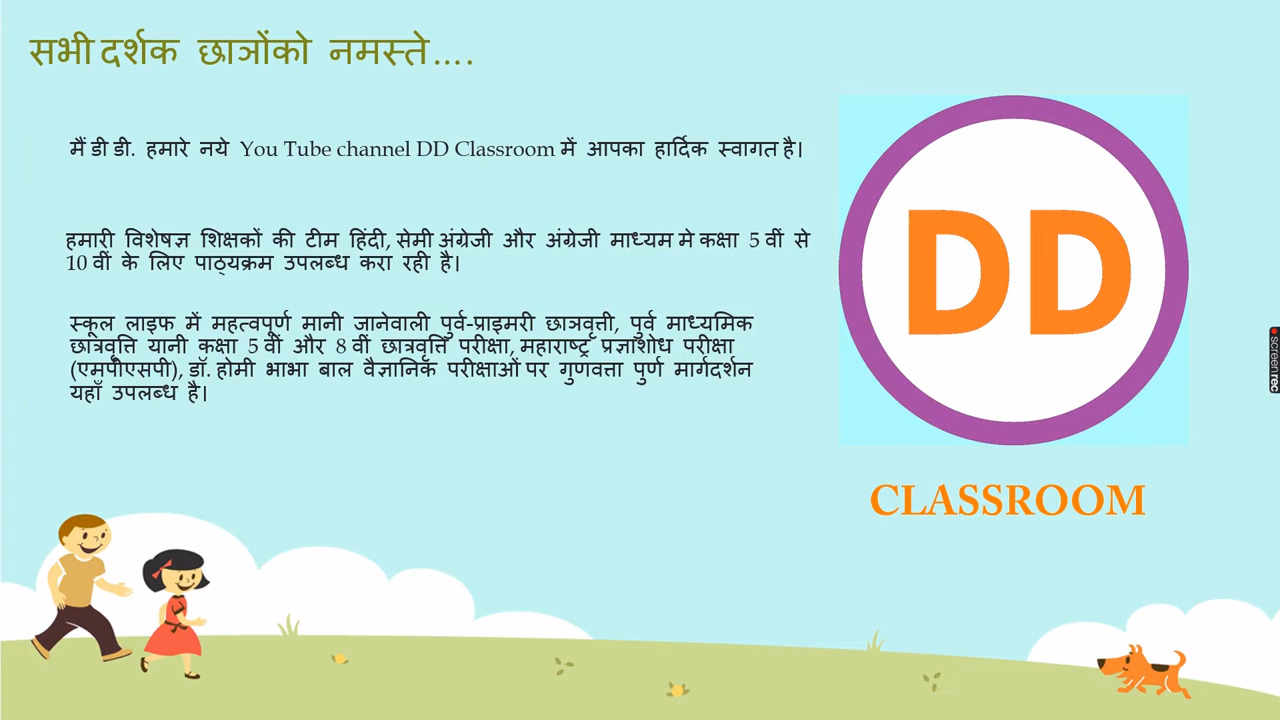 सभी दर्शक छात्रोंको नमस्ते....
मैं डी डी. हमारे नये You Tube channel DD Classroom में आपका हार्दिक स्वागत है।
हमारी विशेषज्ञ शिक्षकों की टीम हिंदी, सेमी अंग्रेजी और अंग्रेजी माध्यम मे कक्षा 5 वीं से
10 वीं के लिए पाठ्यक्रम उपलब्ध करा रही है।
स्कूल लाइफ में महत्वपूर्ण मानी जानेवाली पुर्व-प्राइमरी छात्रवृत्ती, पुर्व माध्यमिक
छात्रवृत्ति यानी कक्षा 5 वीं और 8 वीं छात्रवृत्ति परीक्षा, महाराष्ट्र प्रज्ञाशोध परीक्षा
(एमपीएसपी), डॉ. होमी भाभा बाल वैज्ञानिक परीक्षाओं पर गुणवत्ता पुर्ण मार्गदर्शन
यहाँ उपलब्ध है।
DD
CLASSROOM
screenrec